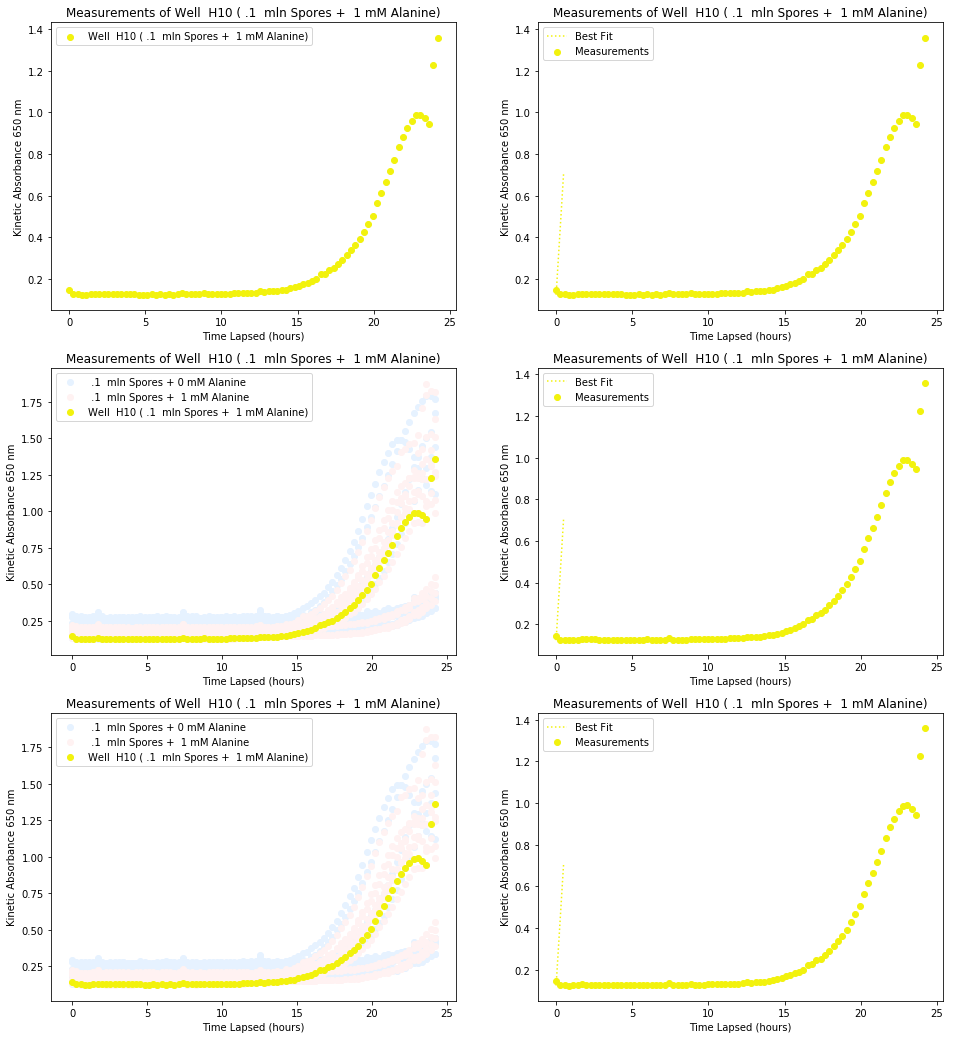 Measurements of Well  H10 ( .1  mln Spores +  1 mM Alanine)
Well  H10 ( .1  mln Spores +  1 mM Alanine)
Kinetic Absorbance 650 nm
1.4
1.2
1.0
0.8
0.6
0.4
0.2
0 5 10 15 20 25
Time Lapsed (hours)
Measurements of Well  H10 ( .1  mln Spores +  1 mM Alanine)
Best Fit
Measurements
Kinetic Absorbance 650 nm
1.4
1.2
1.0
0.8
0.6
0.4
0.2
0 5 10 15 20 25
Time Lapsed (hours)
Measurements of Well  H10 ( .1  mln Spores +  1 mM Alanine)
.1  mln Spores + 0 mM Alanine
.1  mln Spores +  1 mM Alanine
Well  H10 ( .1  mln Spores +  1 mM Alanine)
Kinetic Absorbance 650 nm
1.75
1.50
1.25
1.00
0.75
0.50
0.25
0 5 10 15 20 25
Time Lapsed (hours)
Measurements of Well  H10 ( .1  mln Spores +  1 mM Alanine)
Best Fit
Measurements
Kinetic Absorbance 650 nm
1.4
1.2
1.0
0.8
0.6
0.4
0.2
0 5 10 15 20 25
Time Lapsed (hours)
Measurements of Well  H10 ( .1  mln Spores +  1 mM Alanine)
.1  mln Spores + 0 mM Alanine
.1  mln Spores +  1 mM Alanine
Well  H10 ( .1  mln Spores +  1 mM Alanine)
Kinetic Absorbance 650 nm
1.75
1.50
1.25
1.00
0.75
0.50
0.25
0 5 10 15 20 25
Time Lapsed (hours)
Measurements of Well  H10 ( .1  mln Spores +  1 mM Alanine)
Best Fit
Measurements
Kinetic Absorbance 650 nm
1.4
1.2
1.0
0.8
0.6
0.4
0.2
0 5 10 15 20 25
Time Lapsed (hours)